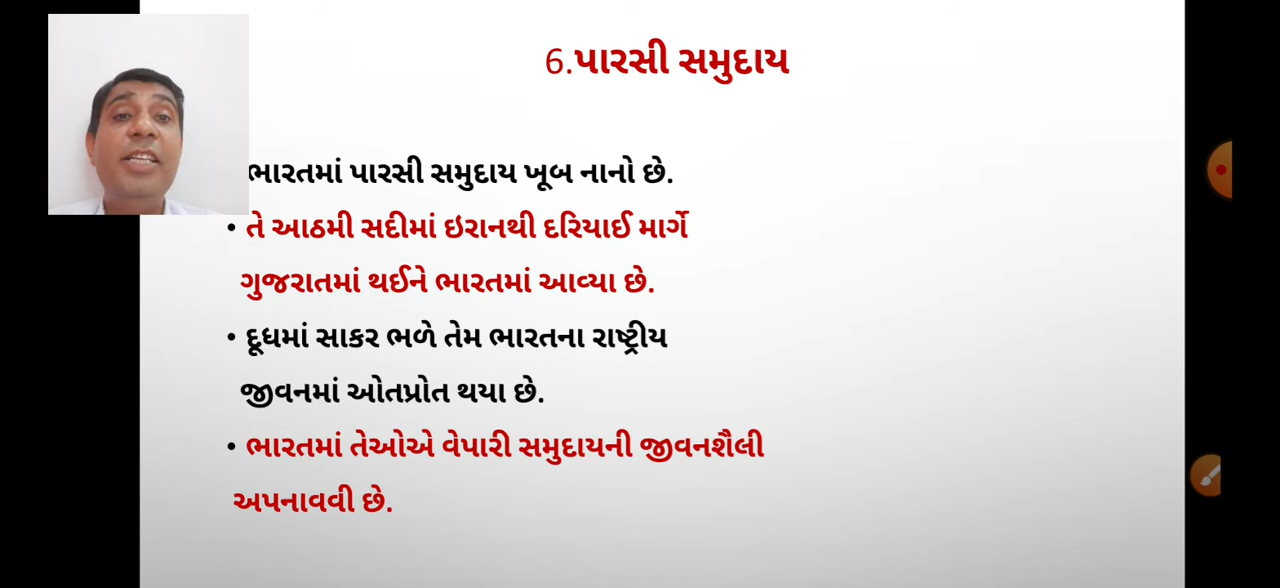 6.પારસી સમુદાય
ભારતમાં પારસી સમુદાય ખૂબ નાનો છે.
• તે આઠમી સદીમાં ઇરાનથી દરિયાઈ માર્ગે
ગુજરાતમાં થઈને ભારતમાં આવ્યા છે.
• દૂધમાં સાકર ભળે તેમ ભારતના રાષ્ટ્રીય
જીવનમાં ઓતપ્રોત થયા છે.
• ભારતમાં તેઓએ વેપારી સમુદાયની જીવનશૈલી
અપનાવવી છે.